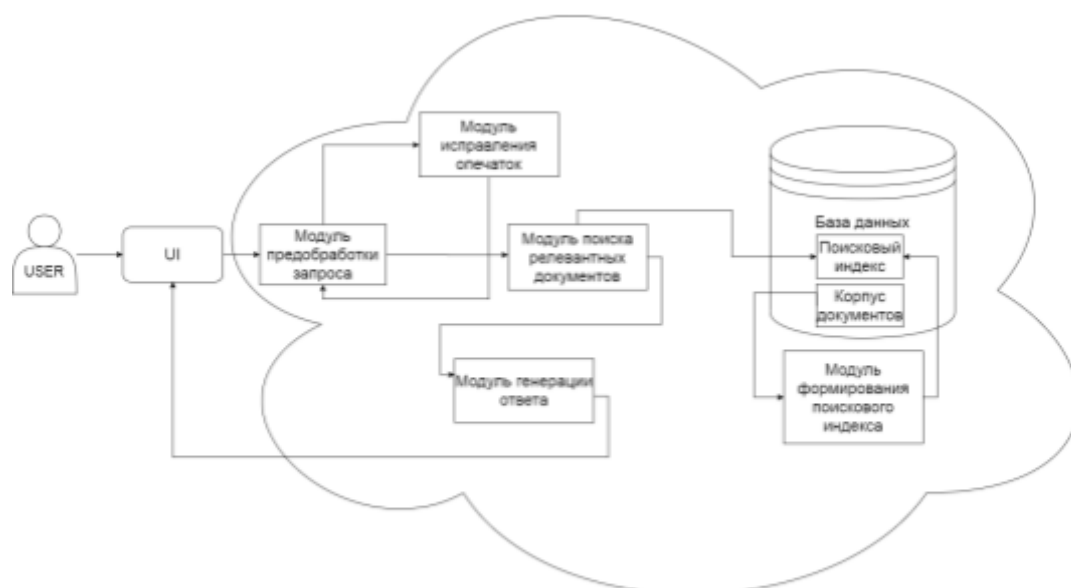 Модуль
исправления
опечаток
USER
UI
Модуль
предобработки
запроса
Модуль поиска
релевантных
документов
База данных
Поисковый
индекс
Корпус
документов
Модуль генерации
ответа
Модуль
формирования
поискового
индекса